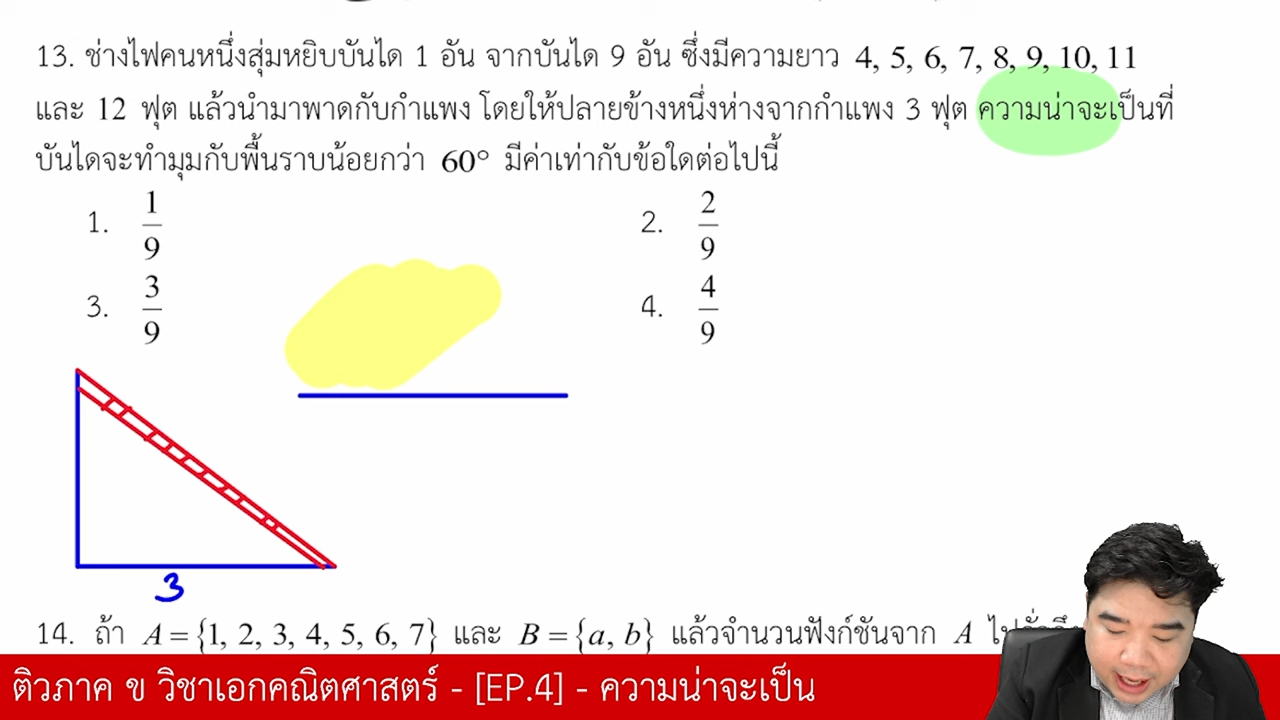 13. ช่างไฟคนหนึ่งสุ่มหยิบบันได 1 อัน จากบันได 9 อัน ซึ่งมีความยาว 4, 5, 6, 7, 8, 9, 10, 11
และ 12 ฟุต แล้วนำมาพาดกับกำแพง โดยให้ปลายข้างหนึ่งห่างจากกำแพง 3 ฟุต ความน่าจะเป็นที่
บันไดจะทำมุมกับพื้นราบน้อยกว่า 60° มีค่าเท่ากับข้อใดต่อไปนี้
1. 1/9 2. 2/9
3. 3/9 4. 4/9
3
14. ถ้า A = {1, 2, 3, 4, 5, 6, 7} และ B = {a, b} แล้วจำนวนฟังก์ชันจาก A
ติวภาค ข วิชาเอกคณิตศาสตร์ - [EP.4] - ความน่าจะเป็น